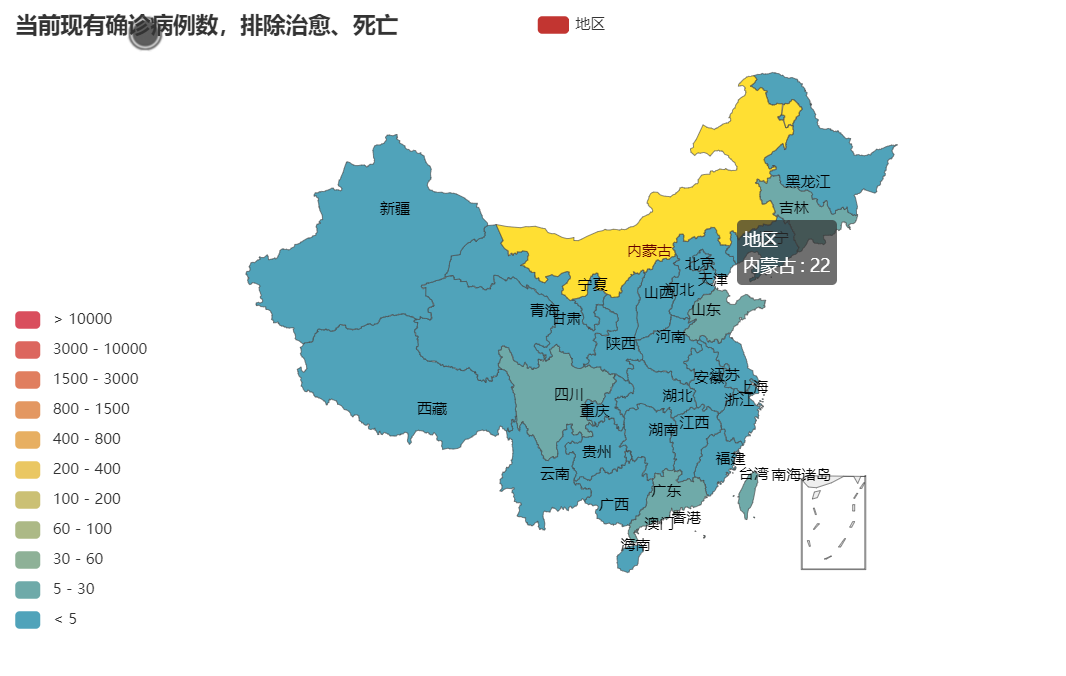 当前现有确诊病例数，排除治愈、死亡
地区
黑龙江
吉林
新疆
宁
地区
内蒙古 : 22
内蒙古
北京
天津
宁夏
山西
河北
青海
甘肃
山东
陕西
河南
安徽
江苏
上海
四川
湖北
浙江
西藏
重庆
湖南
江西
贵州
福建
云南
台湾
南海诸岛
广东
广西
澳门
香港
海南
> 10000
3000 - 10000
1500 - 3000
800 - 1500
400 - 800
200 - 400
100 - 200
60 - 100
30 - 60
5 - 30
< 5